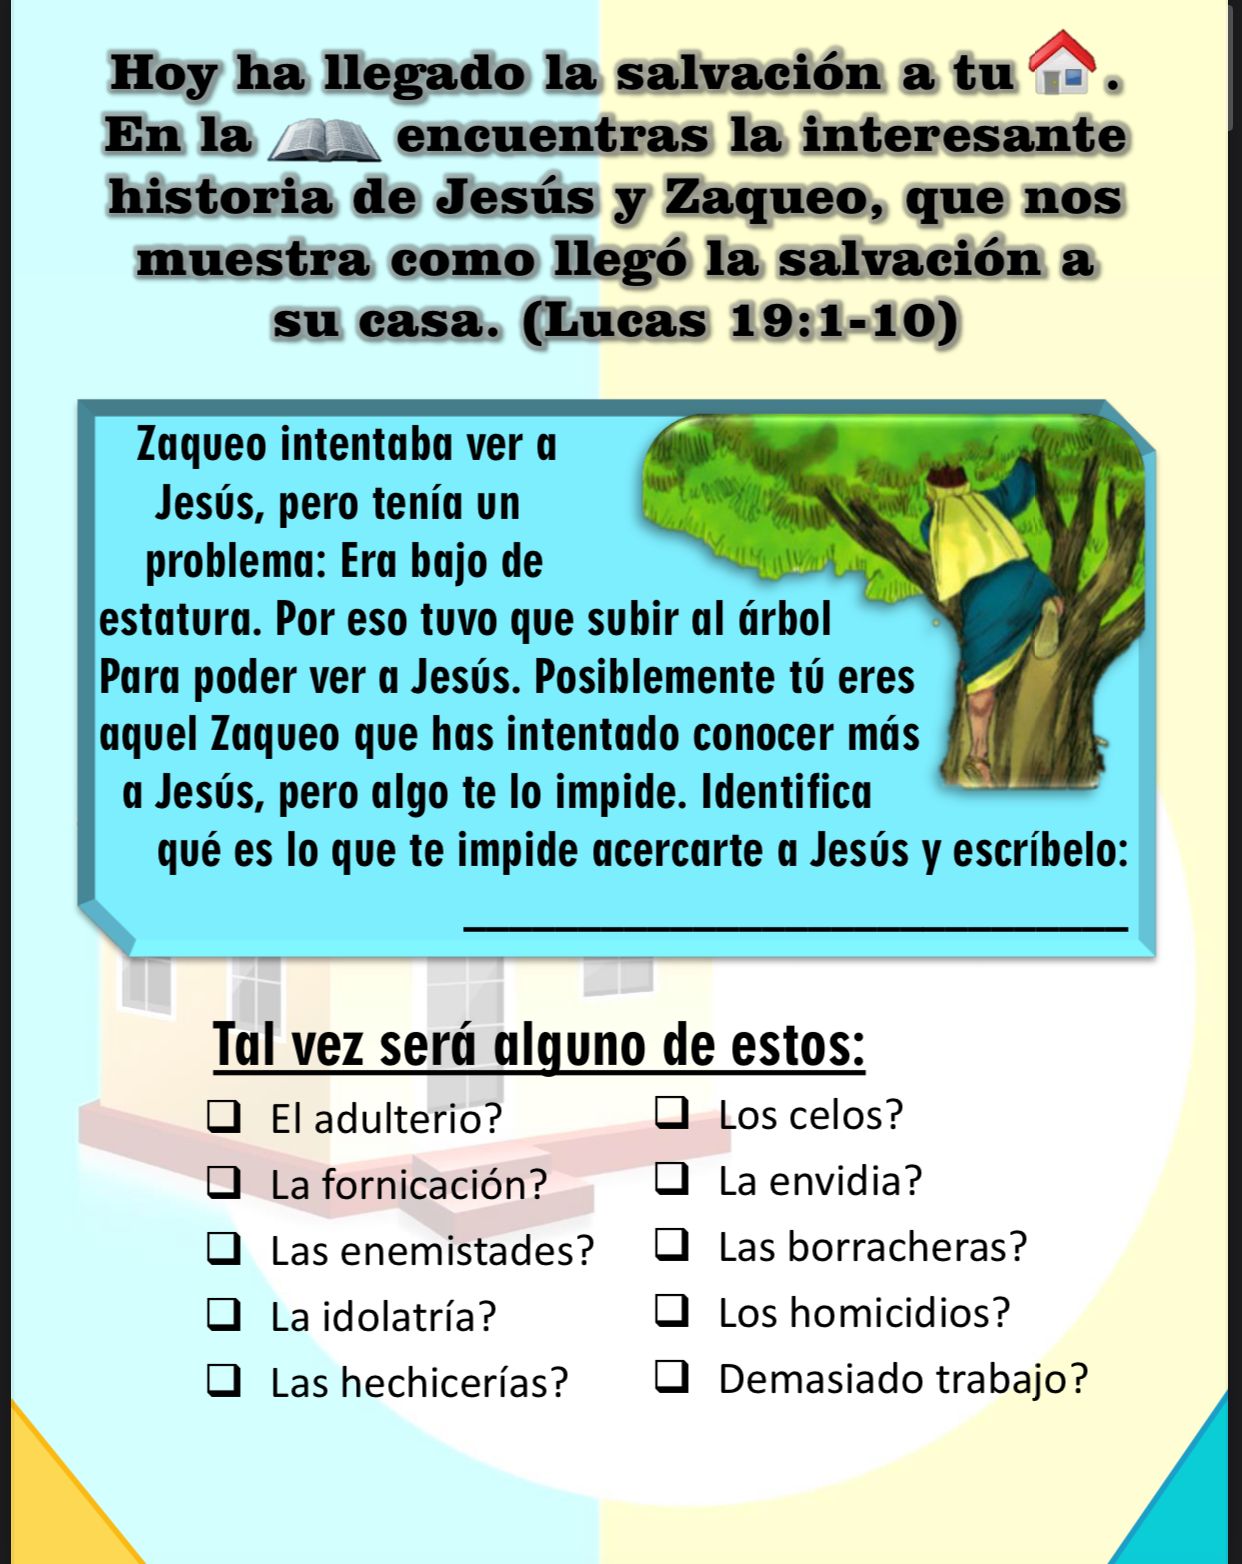 Hoy ha llegado la salvación a tu .
En la encuentras la interesante
historia de Jesús y Zaqueo, que nos
muestra como llegó la salvación a
su casa. (Lucas 19:1-10)
Zaqueo intentaba ver a
Jesús, pero tenía un
problema: Era bajo de
estatura. Por eso tuvo que subir al árbol
Para poder ver a Jesús. Posiblemente tú eres
aquel Zaqueo que has intentado conocer más
a Jesús, pero algo te lo impide. Identifica
qué es lo que te impide acercarte a Jesús y escríbelo:
Tal vez será alguno de estos:
El adulterio?
La fornicación?
Las enemistades?
La idolatría?
Las hechicerías?
Los celos?
La envidia?
Las borracheras?
Los homicidios?
Demasiado trabajo?